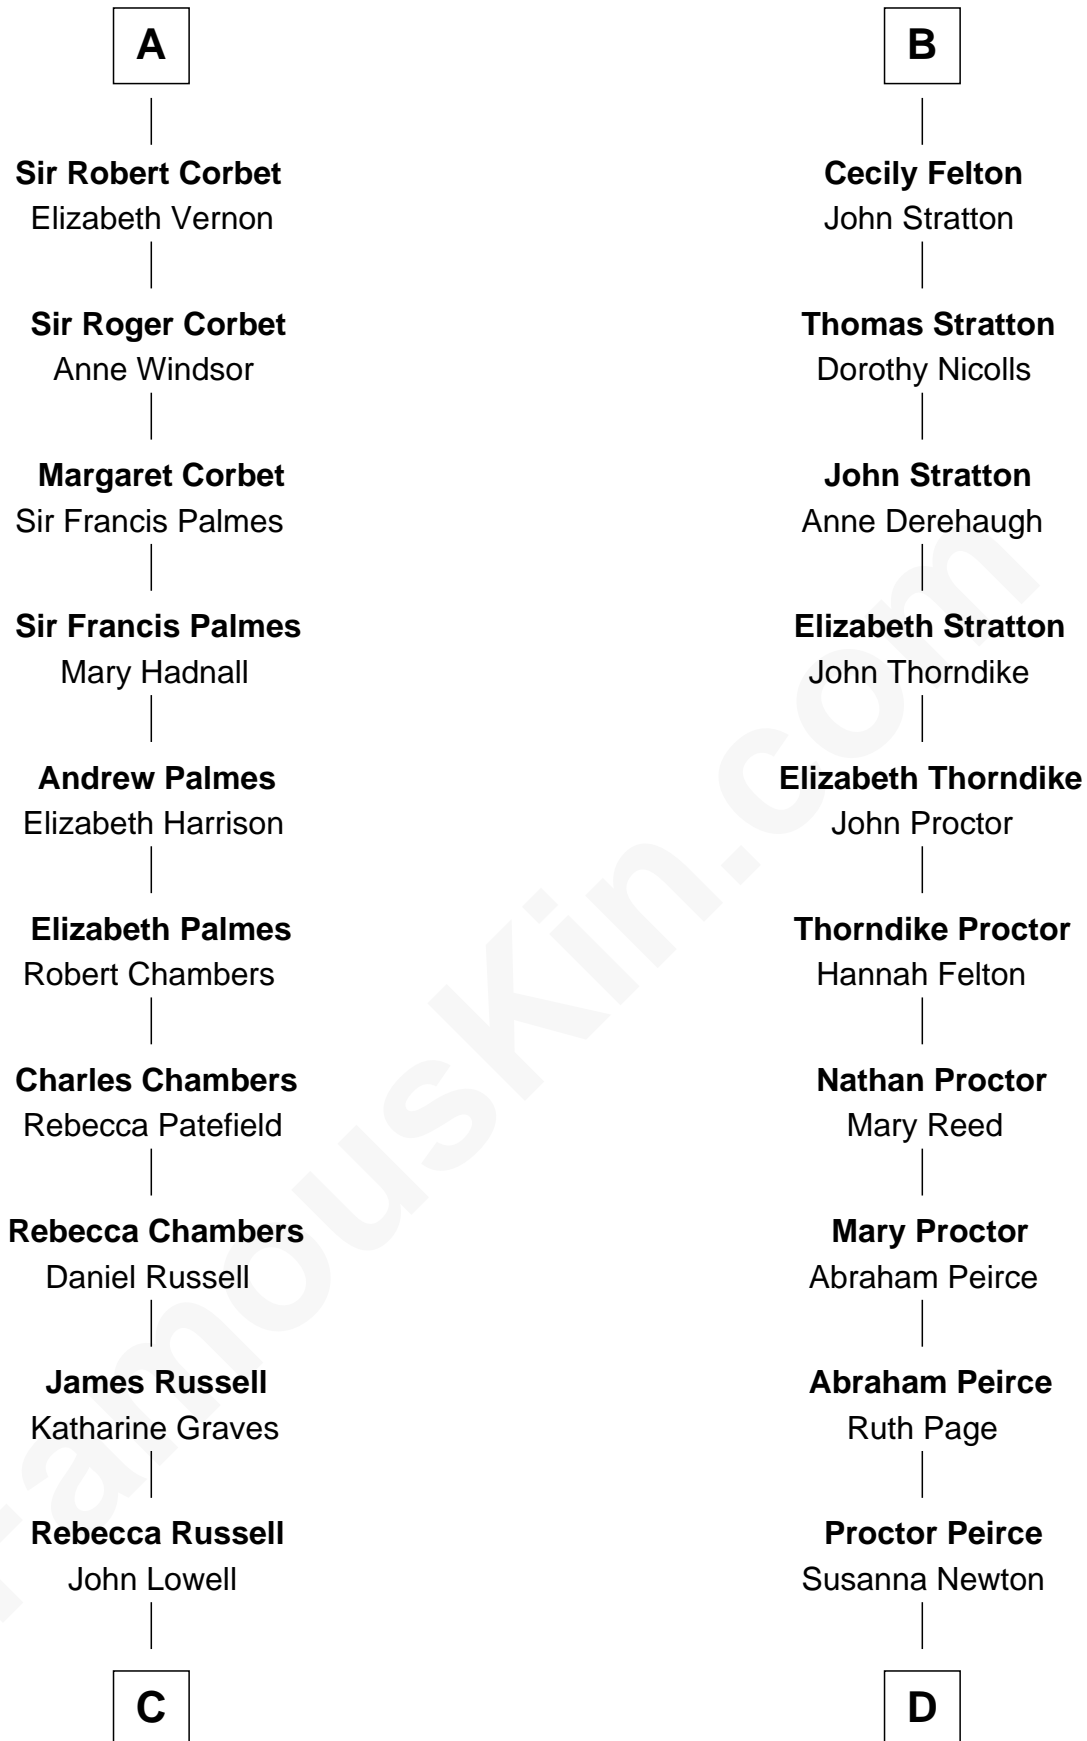 A
Sir Robert Corbet
Elizabeth Vernon
Sir Roger Corbet
Anne Windsor
Margaret Corbet
Sir Francis Palmes
Sir Francis Palmes
Mary Hadnall
Andrew Palmes
Elizabeth Harrison
Elizabeth Palmes
Robert Chambers
Charles Chambers
Rebecca Patefield
Rebecca Chambers
Daniel Russell
James Russell
Katharine Graves
Rebecca Russell
John Lowell
C
B
Cecily Felton
John Stratton
Thomas Stratton
Dorothy Nicolls
John Stratton
Anne Derehaugh
Elizabeth Stratton
John Thorndike
Elizabeth Thorndike
John Proctor
Thorndike Proctor
Hannah Felton
Nathan Proctor
Mary Reed
Mary Proctor
Abraham Peirce
Abraham Peirce
Ruth Page
Proctor Peirce
Susanna Newton
D
FamousKin.com